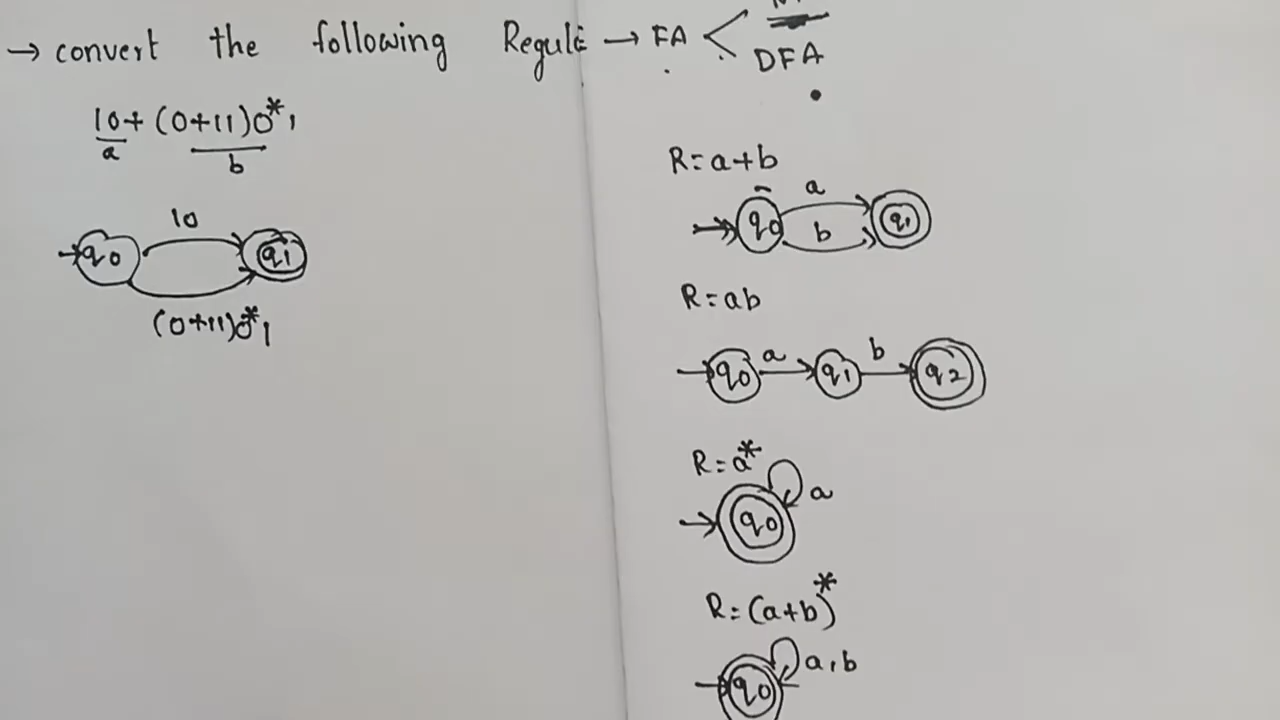 → convert the following Regule → FA <
DFA
10+(0+11)0*1
a b
10
q0 q1
(0+11)0*1
R=a+b
a
q0 q1
b
R=ab
a b
q0 q1 q2
R=a*
a
q0
R=(a+b)*
a,b
q0